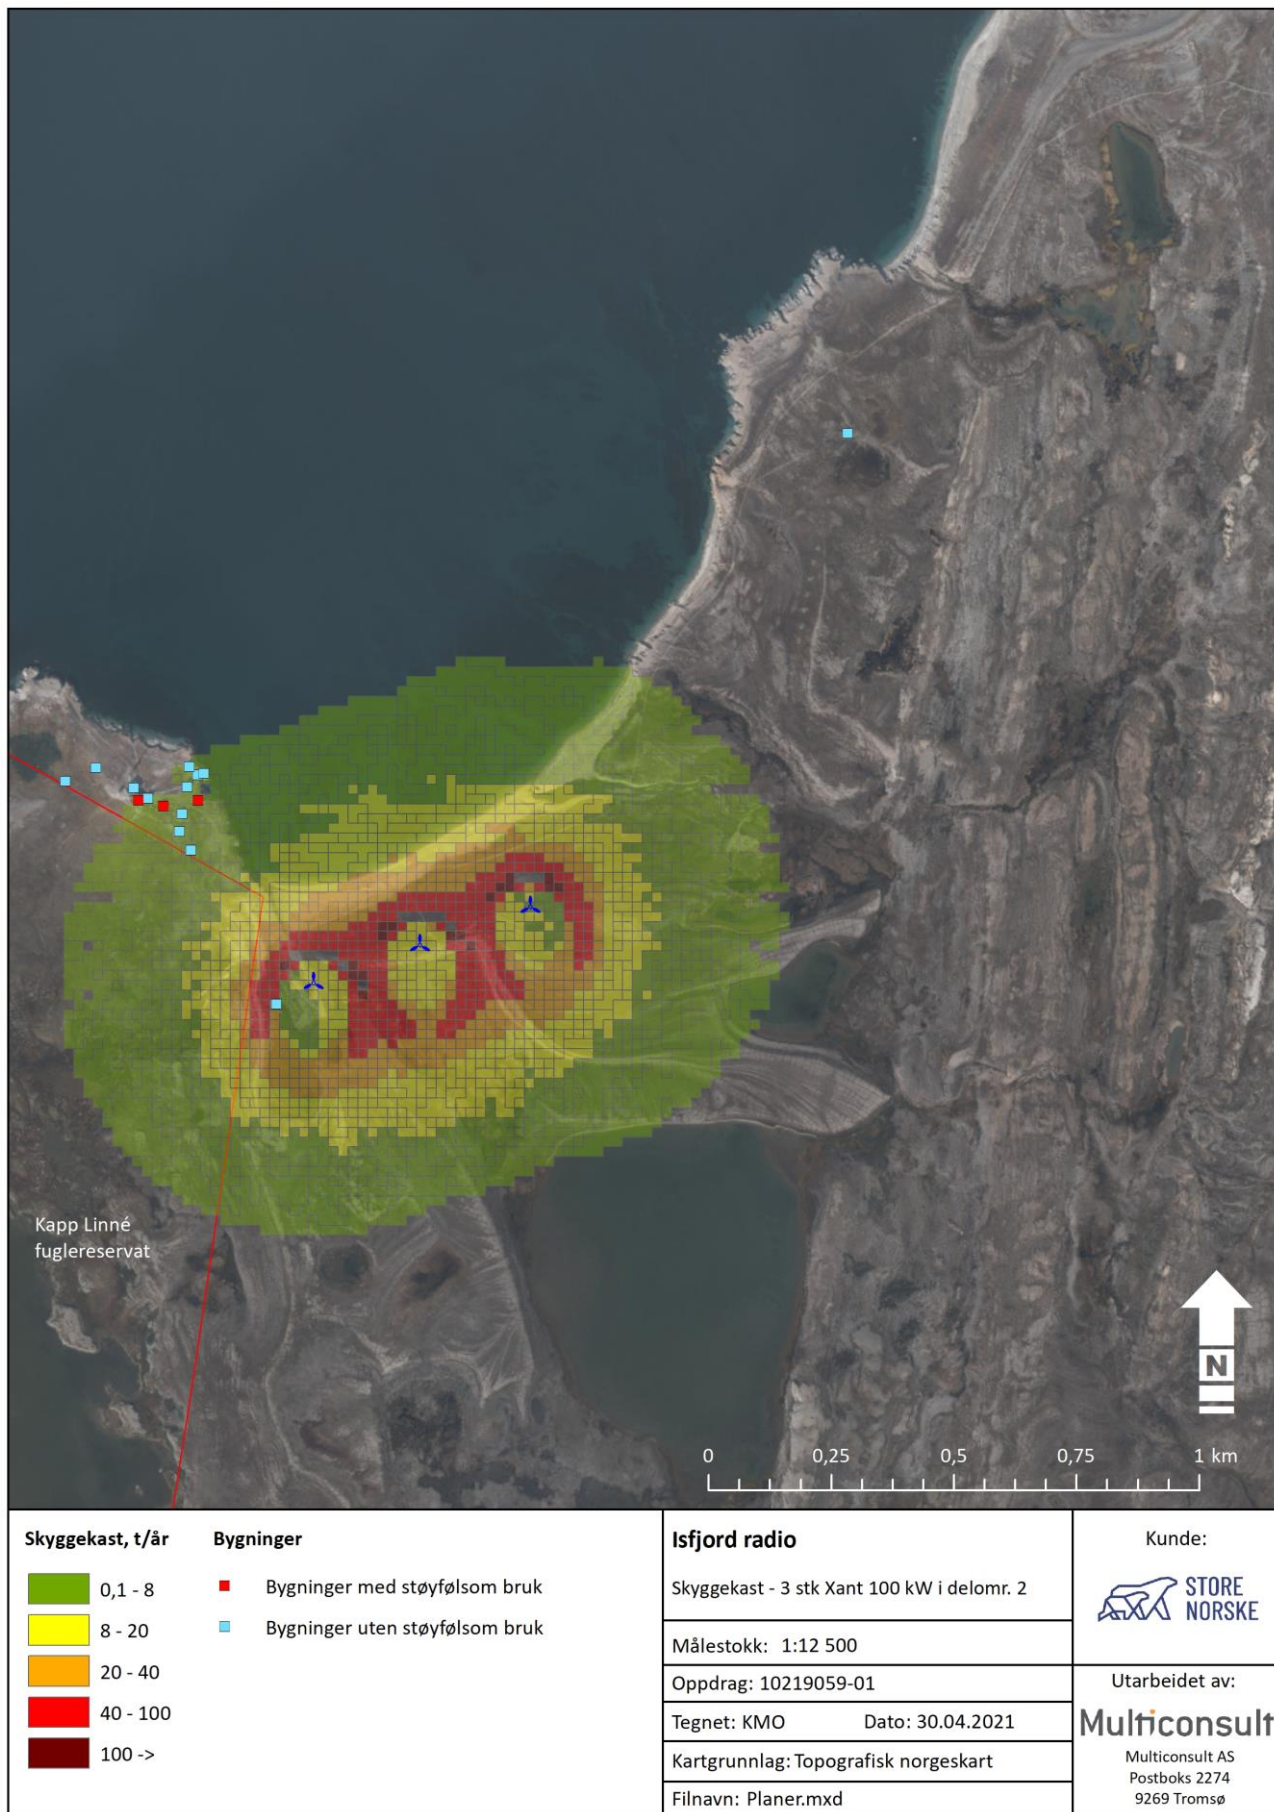 Kapp Linné
fuglereservat
N
0 0,25 0,5 0,75 1 km
Skyggekast, t/år
0,1 - 8
8 - 20
20 - 40
40 - 100
100 ->
Bygninger
Bygninger med støyfølsom bruk
Bygninger uten støyfølsom bruk
Isfjord radio
Skyggekast - 3 stk Xant 100 kW i delomr. 2
Målestokk: 1:12 500
Oppdrag: 10219059-01
Tegnet: KMO Dato: 30.04.2021
Kartgrunnlag: Topografisk norgeskart
Filnavn: Planer.mxd
Kunde:
STORE
NORSKE
Utarbeidet av:
Multiconsult
Multiconsult AS
Postboks 2274
9269 Tromsø